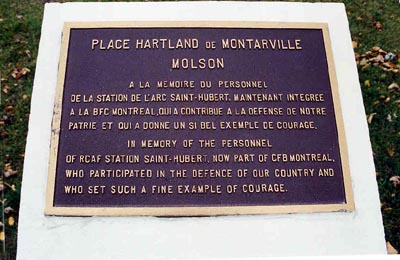 PLACE HARTLAND DE MONTARVILLE
MOLSON
A LA MEMOIRE DU PERSONNEL
DE LA STATION DE L'ARC SAINT-HUBERT, MAINTENANT INTEGREE
A LA BFC MONTREAL, QUI A CONTRIBUE A LA DEFENSE DE NOTRE
PATRIE ET QUI A DONNE UN SI BEL EXEMPLE DE COURAGE.
IN MEMORY OF THE PERSONNEL
OF RCAF STATION SAINT-HUBERT, NOW PART OF CFB MONTREAL,
WHO PARTICIPATED IN THE DEFENCE OF OUR COUNTRY AND
WHO SET SUCH A FINE EXAMPLE OF COURAGE.